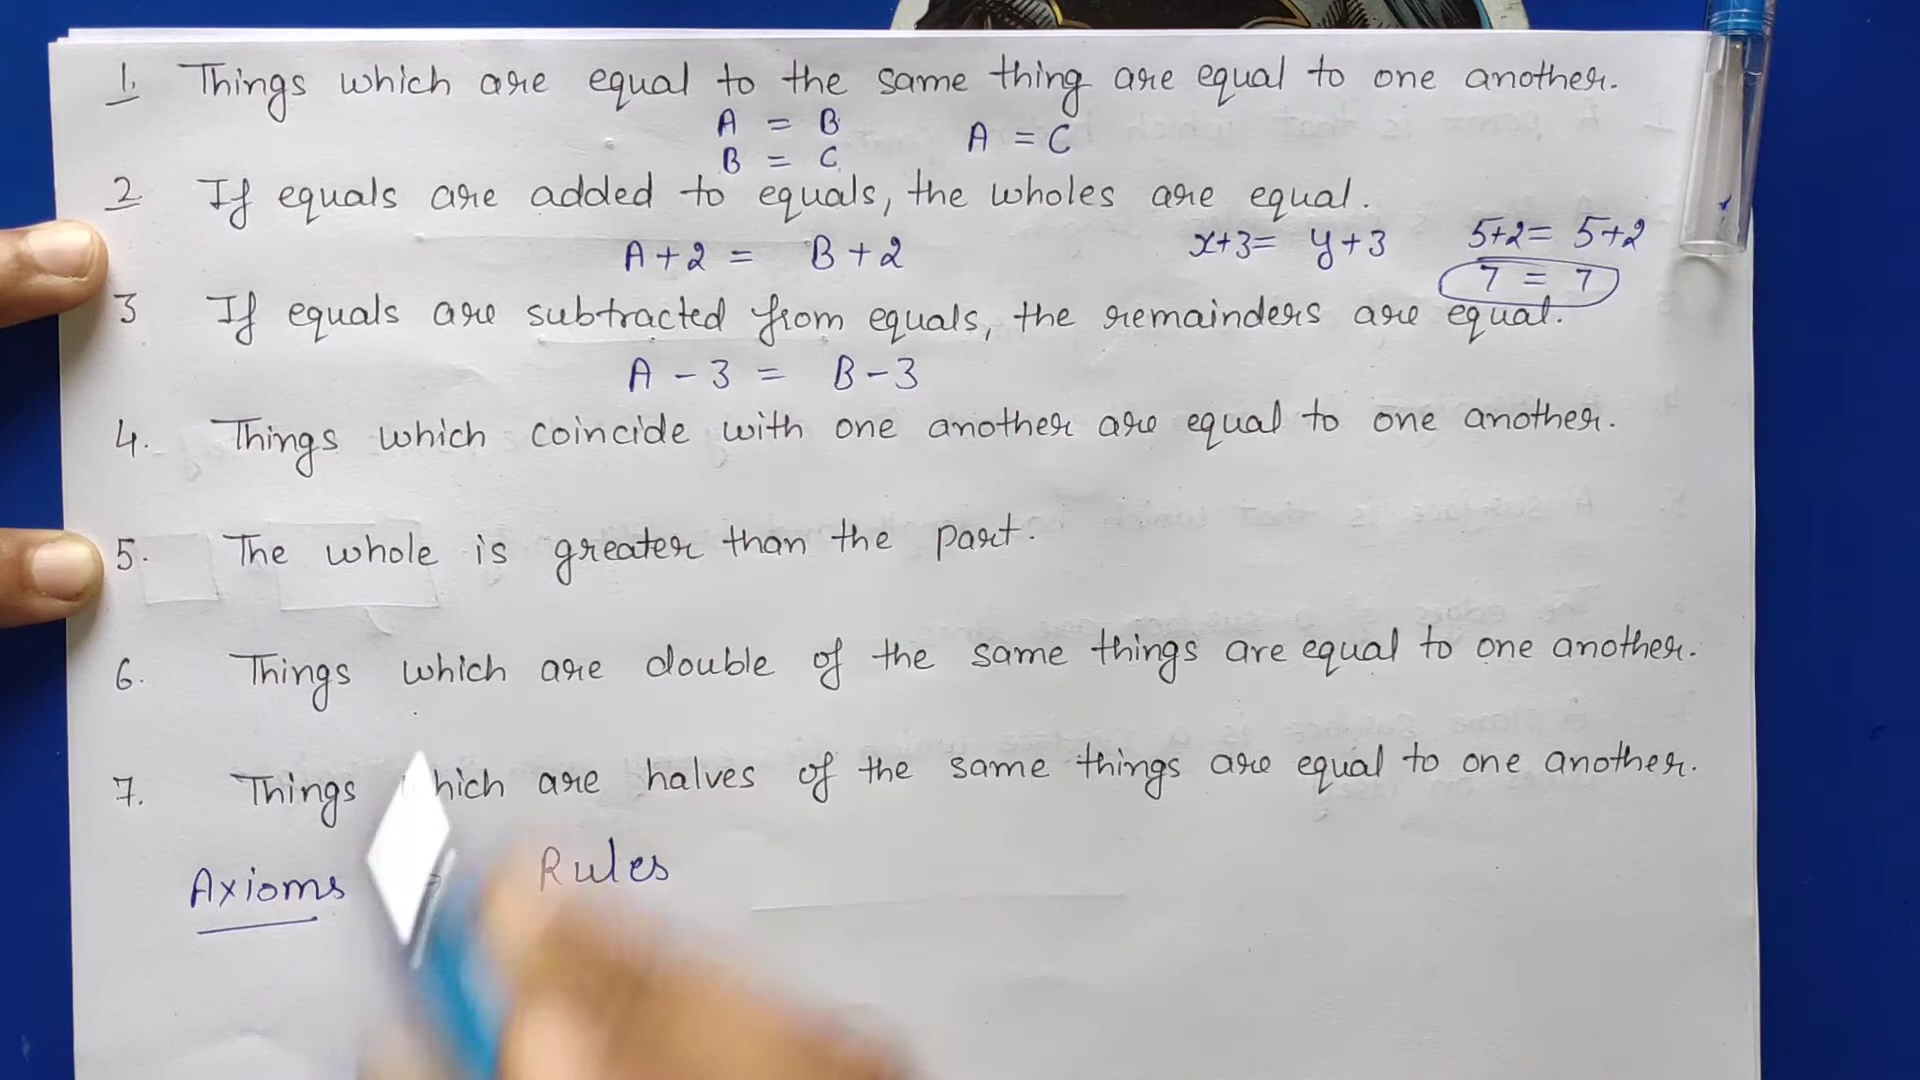 1. Things which are equal to the same thing are equal to one another.
A = B
B = C
A = C
2 If equals are added to equals, the wholes are equal.
A + 2 = B + 2
x+3 = y+3
5+2 = 5+2
7 = 7
3 If equals are subtracted from equals, the remainders are equal.
A - 3 = B - 3
4. Things which coincide with one another are equal to one another.
5. The whole is greater than the part.
6. Things which are double of the same things are equal to one another.
7. Things which are halves of the same things are equal to one another.
Axioms Rules